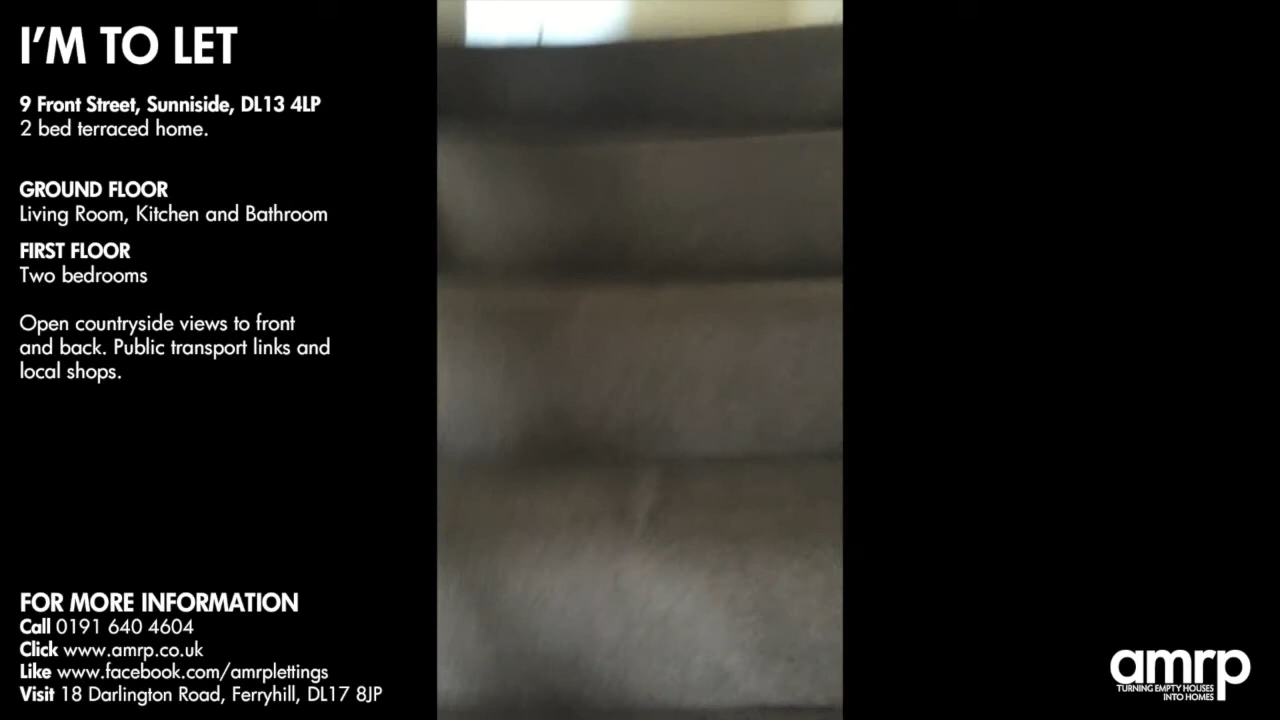 I'M TO LET
9 Front Street, Sunniside, DL13 4LP
2 bed terraced home.
GROUND FLOOR
Living Room, Kitchen and Bathroom
FIRST FLOOR
Two bedrooms
Open countryside views to front
and back. Public transport links and
local shops.
FOR MORE INFORMATION
Call 0191 640 4604
Click www.amrp.co.uk
Like www.facebook.com/amrplettings
Visit 18 Darlington Road, Ferryhill, DL17 8JP
amrp
TURNING EMPTY HOUSES
INTO HOMES